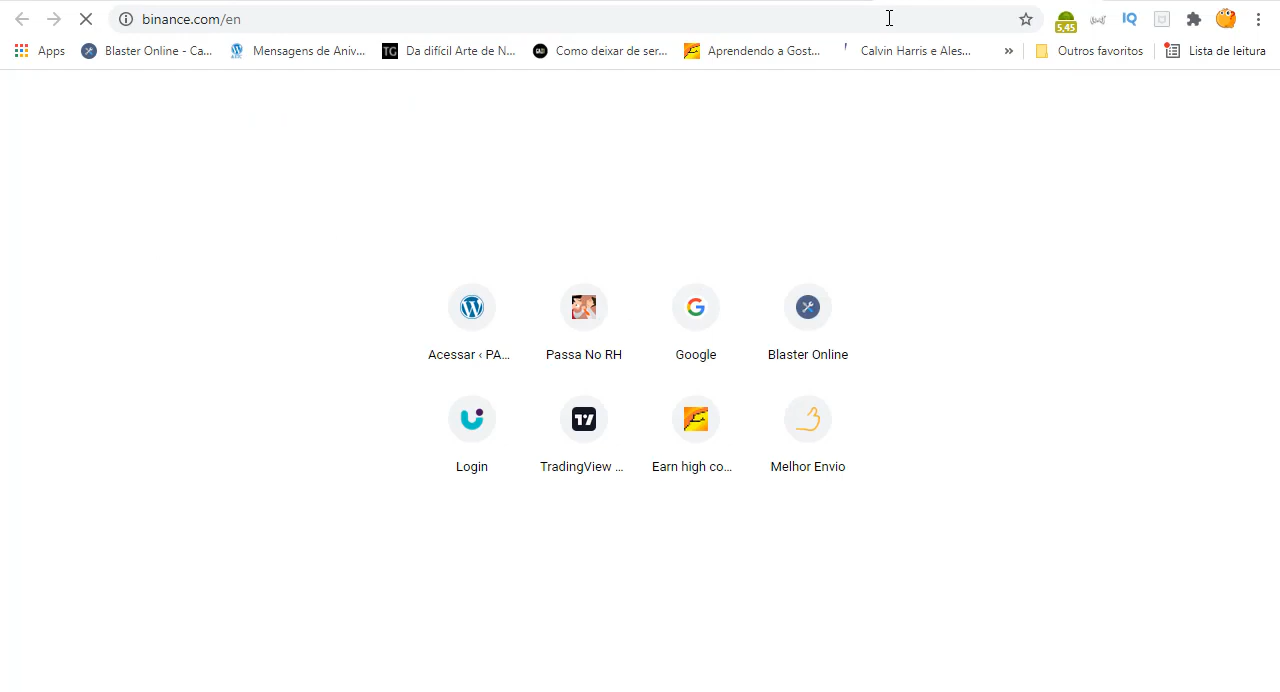 binance.com/en
5,45
IQ
Apps Blaster Online - Ca... Mensagens de Aniv... TG Da difícil Arte de N... Como deixar de ser... Aprendendo a Gost... Calvin Harris e Ales... » Outros favoritos Lista de leitura
Acessar ‹ PA... Passa No RH Google Blaster Online
Login TradingView ... Earn high co... Melhor Envio